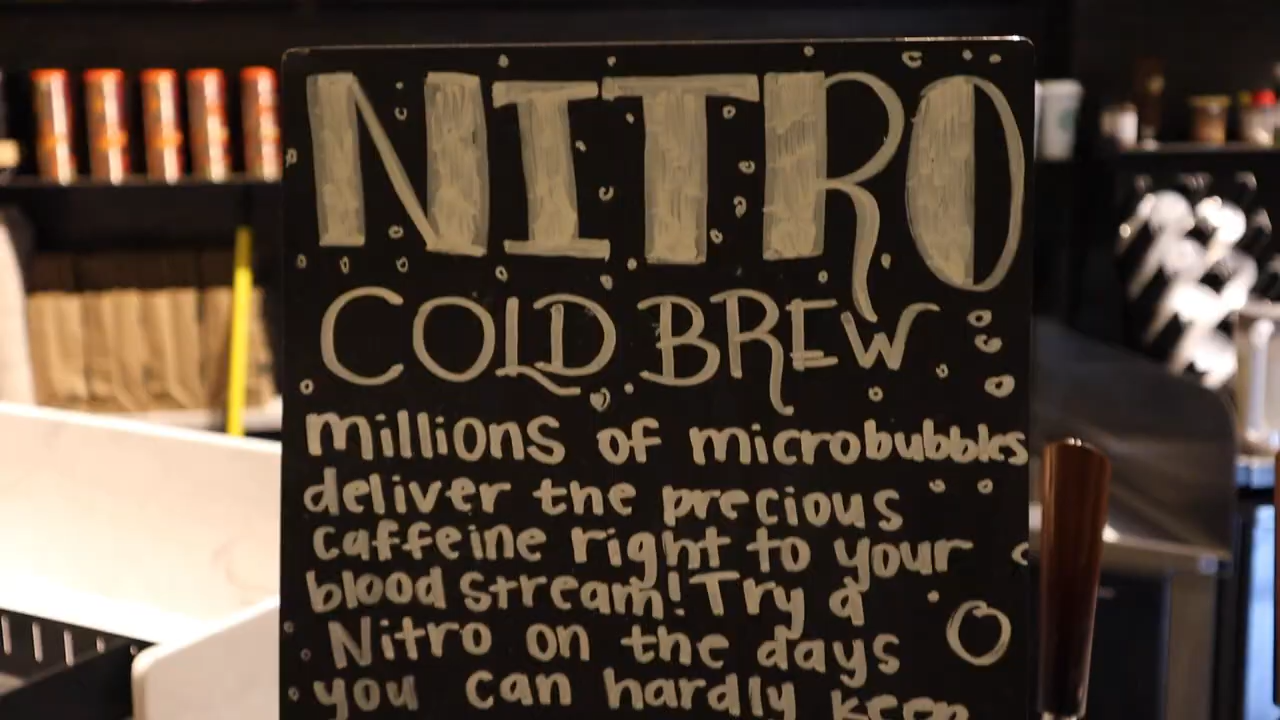 NITRO
COLD BREW
millions of microbubbles
deliver the precious
caffeine right to your
blood stream! Try a
Nitro on the days
you can hardly keep